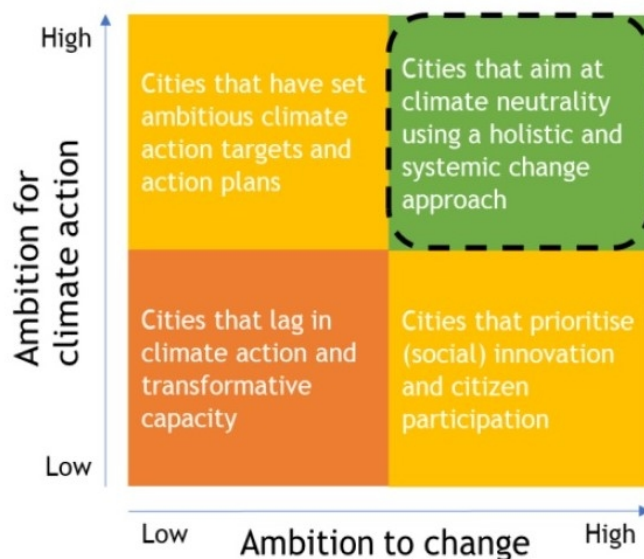 High
Ambition for
climate action
Low
Cities that have set
ambitious climate
action targets and
action plans
Cities that aim at
climate neutrality
using a holistic and
systemic change
approach
Cities that lag in
climate action and
transformative
capacity
Cities that prioritise
(social) innovation
and citizen
participation
Low
Ambition to change
High